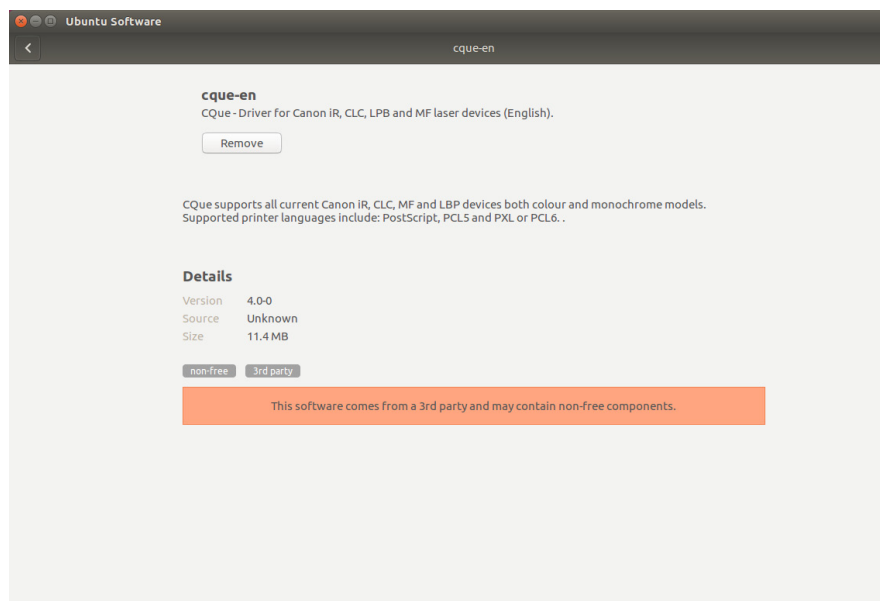 Ubuntu Software
cque-en
cque-en
CQue - Driver for Canon iR, CLC, LPB and MF laser devices (English).
Remove
CQue supports all current Canon iR, CLC, MF and LBP devices both colour and monochrome models.
Supported printer languages include: PostScript, PCL5 and PXL or PCL6. .
Details
Version 4.0-0
Source Unknown
Size 11.4 MB
non-free 3rd party
This software comes from a 3rd party and may contain non-free components.